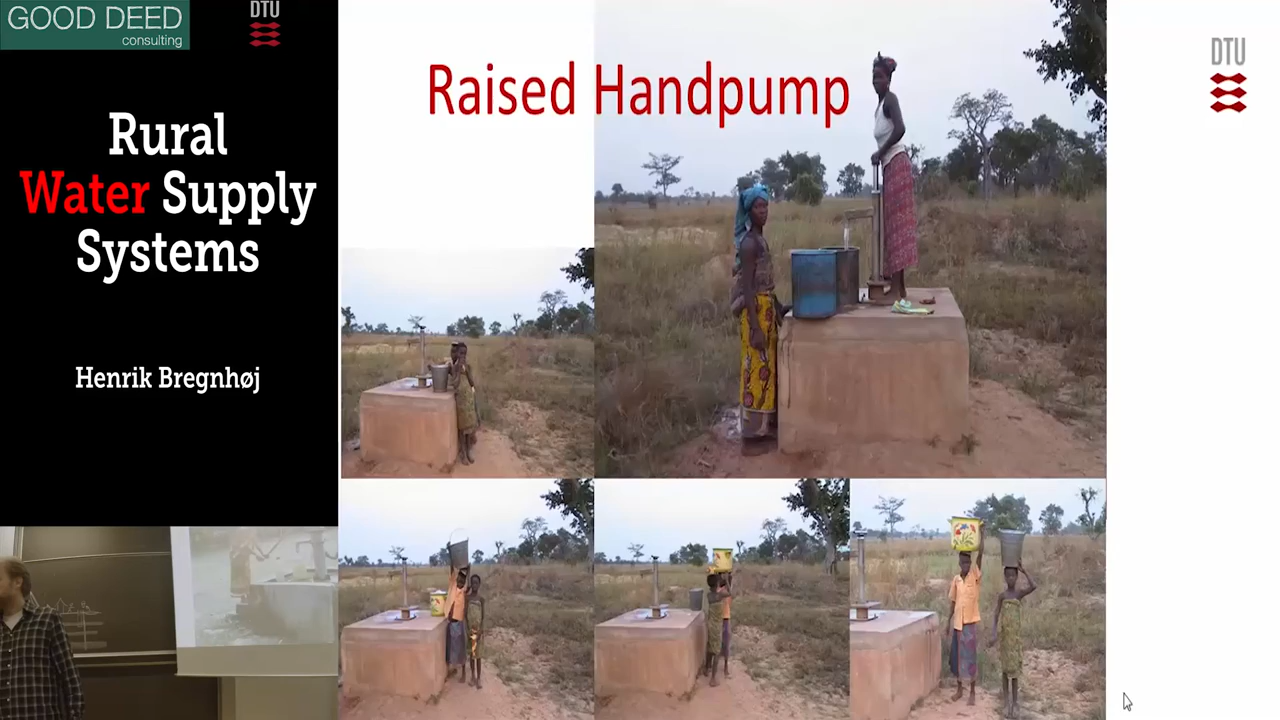 GOOD DEED
consulting
DTU
Rural
Water Supply
Systems
Henrik Bregnhøj
Raised Handpump
DTU